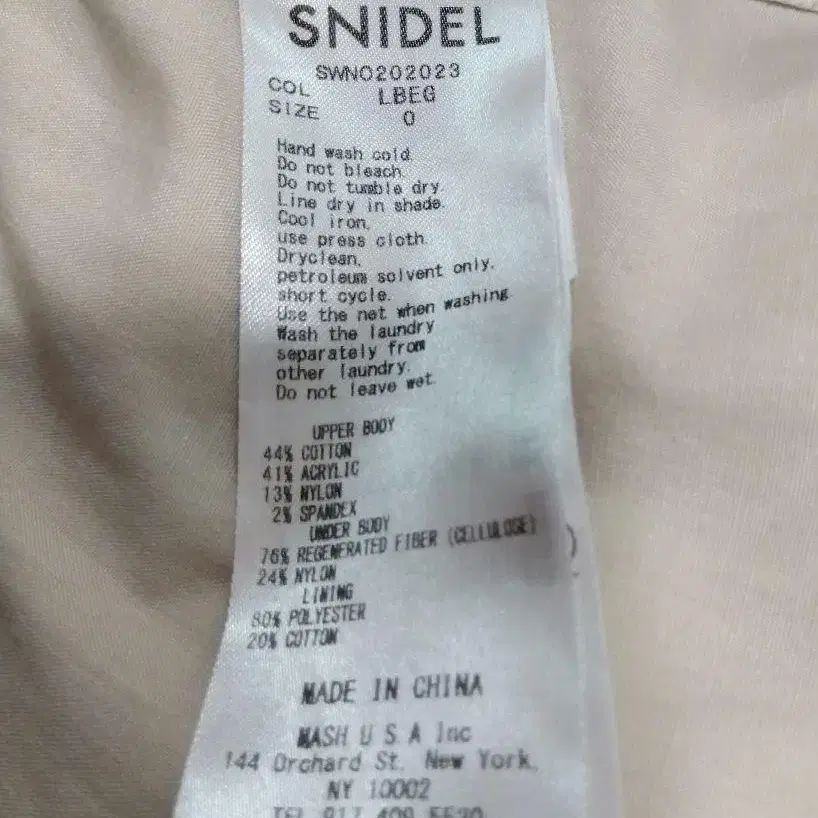 SNIDEL
SWNO202023
COL LBEG
SIZE 0
Hand wash cold.
Do not bleach.
Do not tumble dry.
Line dry in shade.
Cool iron,
use press cloth.
Dryclean,
petroleum solvent only,
short cycle.
Use the net when washing.
Wash the laundry
separately from
other laundry.
Do not leave wet.
UPPER BODY
44% COTTON
41% ACRYLIC
13% NYLON
2% SPANDEX
UNDER BODY
76% REGENERATED FIBER (CELLULOSE)
24% NYLON
LINING
80% POLYESTER
20% COTTON
MADE IN CHINA
MASH U S A Inc
144 Orchard St. New York,
NY 10002
TEL 917 409